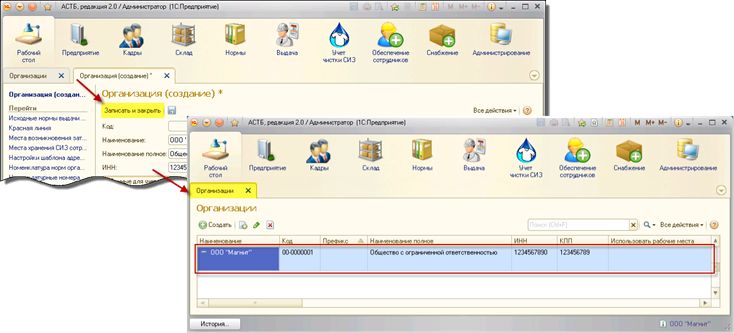 АСТБ, редакция 2.0 / Администратор (1С:Предприятие)
M M+ M-
Рабочий стол
Предприятие
Кадры
Склад
Нормы
Выдача
Учет чистки СИЗ
Обеспечение сотрудников
Снабжение
Администрирование
Организации
Организация (создание) *
Организация (создан...
Перейти
Исходные нормы выдачи ...
Красная линия
Места возникновения зат...
Места хранения СИЗ сотр...
Настройки шаблона адре...
Номенклатура норм орга...
Организация (создание) *
Записать и закрыть
Все действия
Код:
Наименование:
ООО "М
Наименование полное:
Общест
ИНН:
123456
АСТБ, редакция 2.0 / Администратор (1С:Предприятие)
M M+ M-
Рабочий стол
Предприятие
Кадры
Склад
Нормы
Выдача
Учет чистки СИЗ
Обеспечение сотрудников
Снабжение
Администрирование
Организации
Организации
Создать
Поиск (Ctrl+F)
Все действия
Наименование Код Префикс Наименование полное ИНН КПП Использовать рабочие места
ООО "Магнит" 00-0000001 Общество с ограниченной ответственностью 1234567890 123456789
История...
ООО "Магнит"